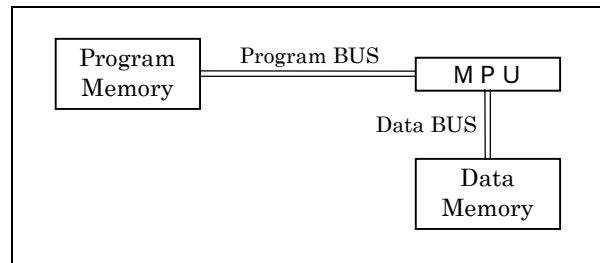 Program
Memory
Program BUS
M P U
Data BUS
Data
Memory